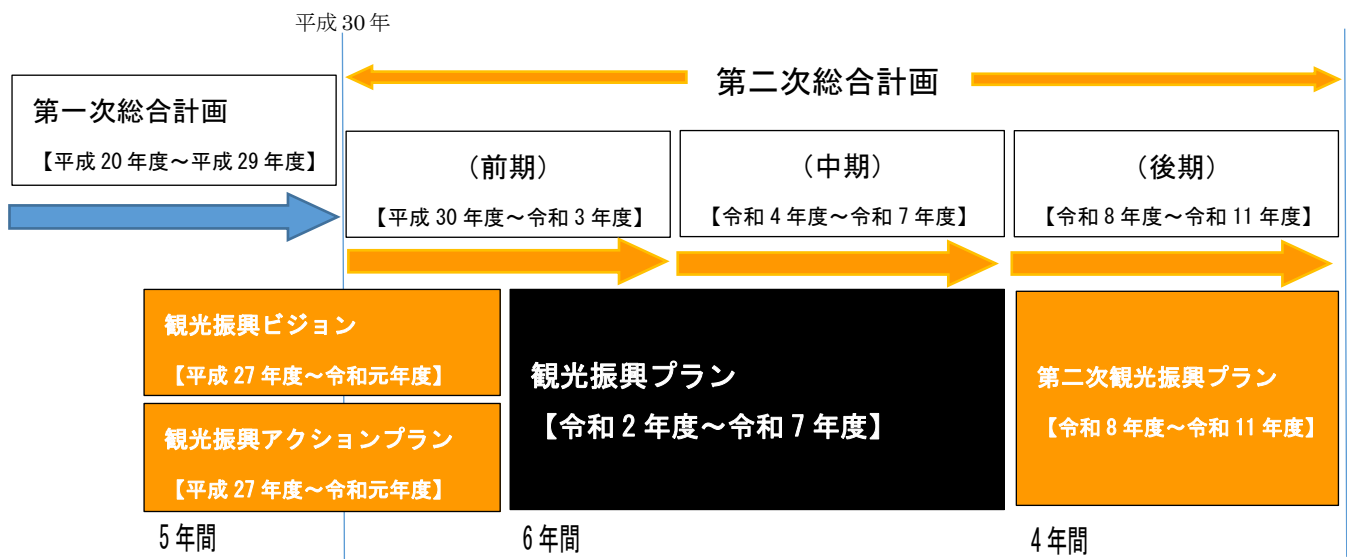 平成 30 年
第二次総合計画
第一次総合計画
【平成 20 年度～平成 29 年度】
（前期）
【平成 30 年度～令和 3 年度】
（中期）
【令和 4 年度～令和 7 年度】
（後期）
【令和 8 年度～令和 11 年度】
観光振興ビジョン
【平成 27 年度～令和元年度】
観光振興アクションプラン
【平成 27 年度～令和元年度】
観光振興プラン
【令和 2 年度～令和 7 年度】
第二次観光振興プラン
【令和 8 年度～令和 11 年度】
5 年間
6 年間
4 年間